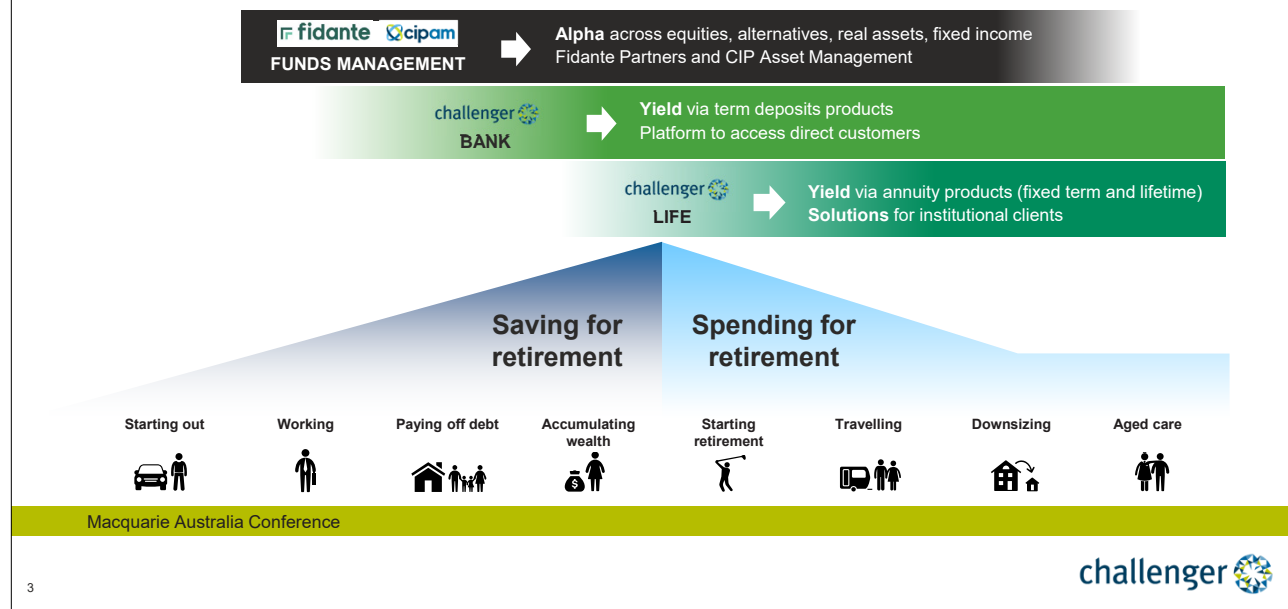 fidante cipam
FUNDS MANAGEMENT
Alpha across equities, alternatives, real assets, fixed income
Fidante Partners and CIP Asset Management
challenger
BANK
Yield via term deposits products
Platform to access direct customers
challenger
LIFE
Yield via annuity products (fixed term and lifetime)
Solutions for institutional clients
Saving for
retirement
Spending for
retirement
Starting out
Working
Paying off debt
Accumulating
wealth
Starting
retirement
Travelling
Downsizing
Aged care
$
Macquarie Australia Conference
3
challenger